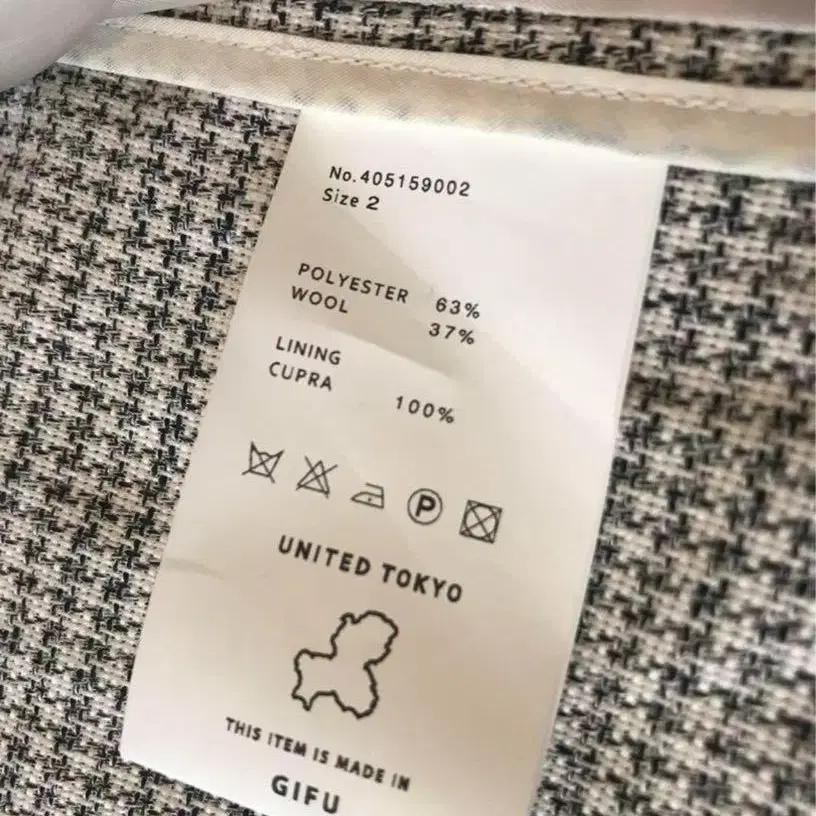 No.405159002
Size 2
POLYESTER 63%
WOOL 37%
LINING
CUPRA 100%
P
UNITED TOKYO
THIS ITEM IS MADE IN
GIFU